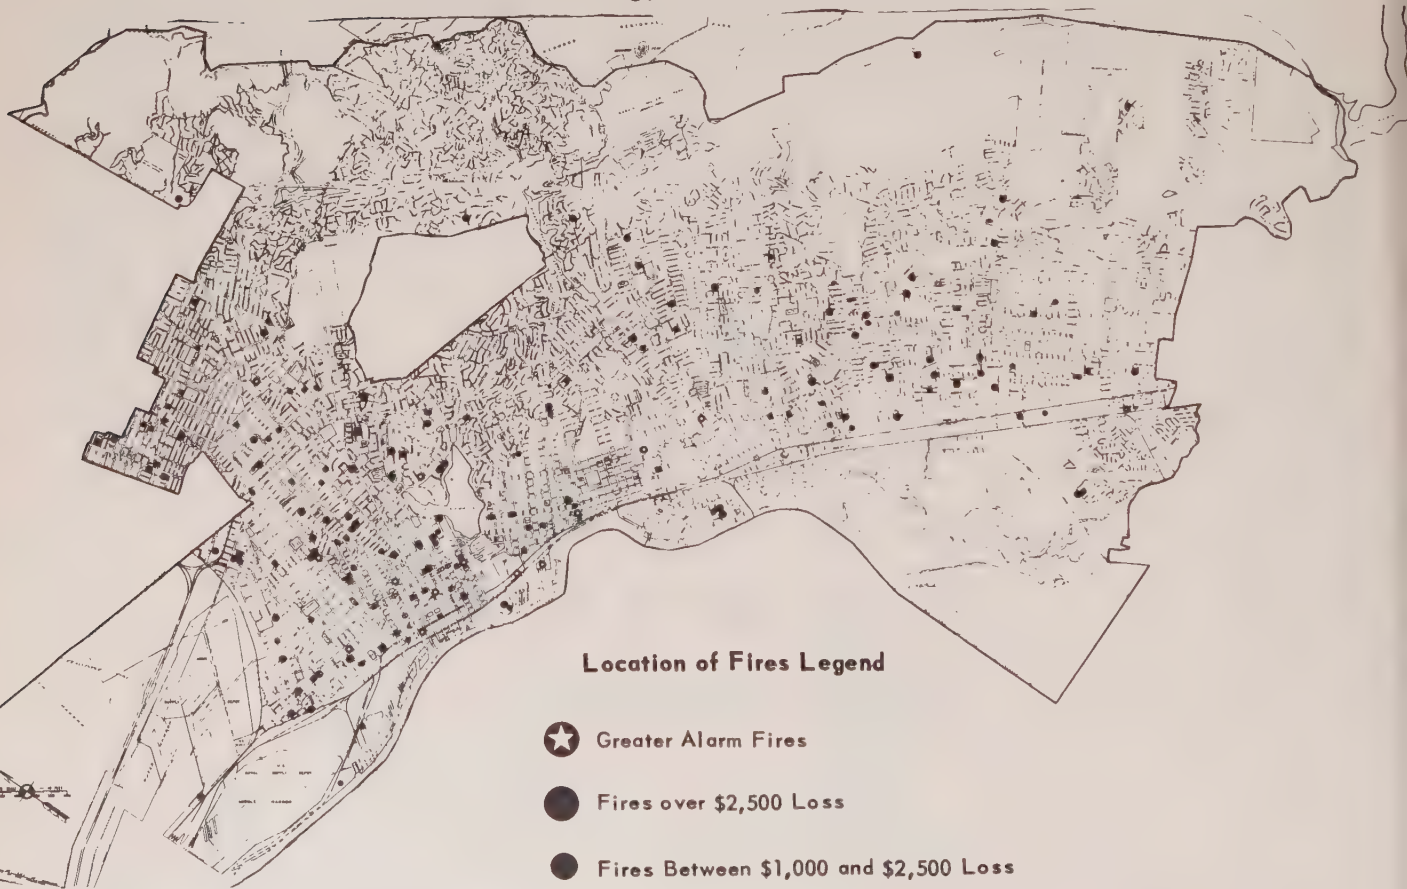 Location of Fires Legend
Greater Alarm Fires
Fires over $2,500 Loss
Fires Between $1,000 and $2,500 Loss